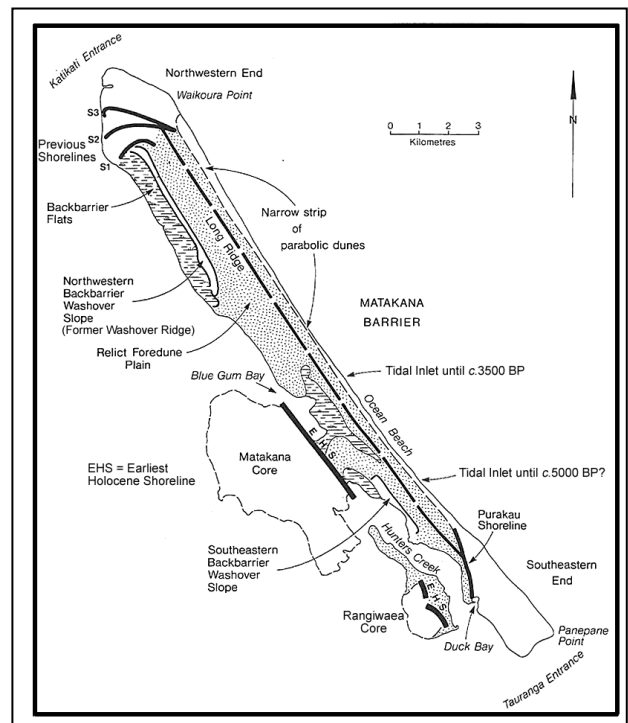 Katikati Entrance
Northwestern End
Waikoura Point
S3
S2
S1
Previous
Shorelines
0 1 2 3
Kilometres
N
Backbarrier
Flats
Long Ridge
Narrow strip
of
parabolic dunes
Northwestern
Backbarrier
Washover
Slope
(Former Washover Ridge)
MATAKANA
BARRIER
Relict Foredune
Plain
Blue Gum Bay
Tidal Inlet until c.3500 BP
Ocean Beach
EHS
Matakana
Core
EHS = Earliest
Holocene Shoreline
Tidal Inlet until c.5000 BP?
Purakau
Shoreline
Southeastern
Backbarrier
Washover
Slope
Hunters Creek
Southeastern
End
EHS
Rangiwaea
Core
Duck Bay
Panepane
Point
Tauranga Entrance